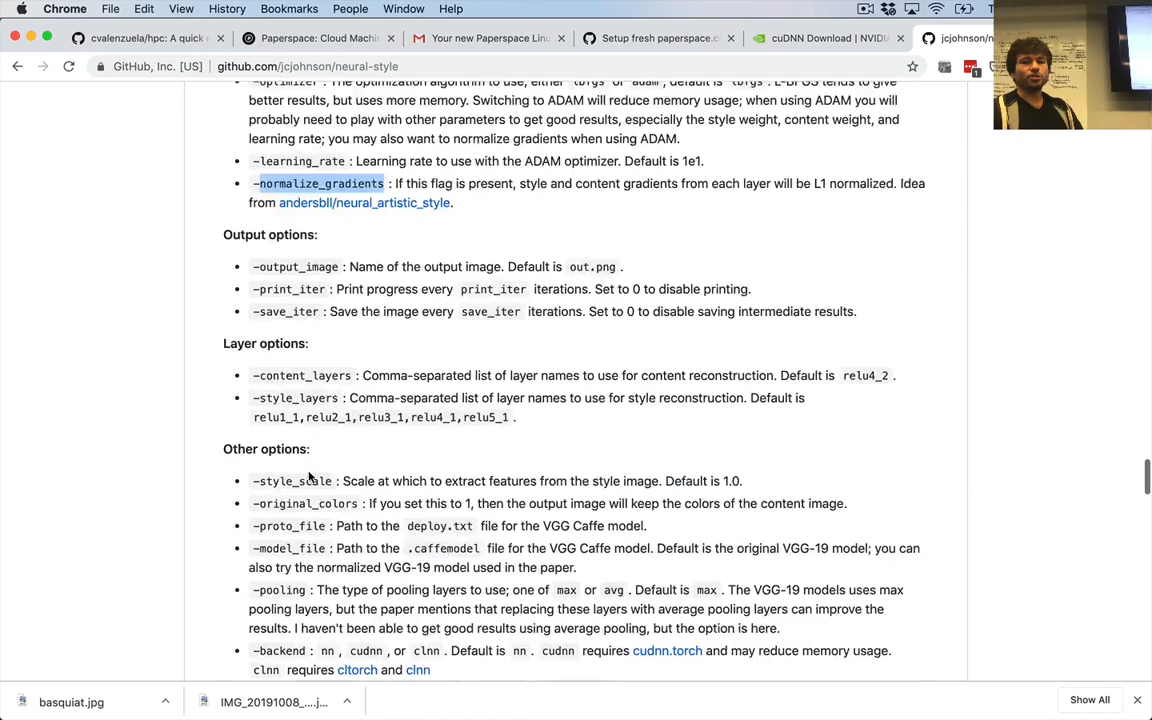 Chrome File Edit View History Bookmarks People Window Help
cvalenzuela/hpc: A quick r
Paperspace: Cloud Machin
Your new Paperspace Linu
Setup fresh paperspace.c
cuDNN Download | NVIDIA
jcjohnson/n
GitHub, Inc. [US] | github.com/jcjohnson/neural-style
better results, but uses more memory. Switching to ADAM will reduce memory usage; when using ADAM you will
probably need to play with other parameters to get good results, especially the style weight, content weight, and
learning rate; you may also want to normalize gradients when using ADAM.
-learning_rate : Learning rate to use with the ADAM optimizer. Default is 1e1.
-normalize_gradients : If this flag is present, style and content gradients from each layer will be L1 normalized. Idea
from andersbll/neural_artistic_style.
Output options:
-output_image : Name of the output image. Default is out.png .
-print_iter : Print progress every print_iter iterations. Set to 0 to disable printing.
-save_iter : Save the image every save_iter iterations. Set to 0 to disable saving intermediate results.
Layer options:
-content_layers : Comma-separated list of layer names to use for content reconstruction. Default is relu4_2 .
-style_layers : Comma-separated list of layer names to use for style reconstruction. Default is
relu1_1,relu2_1,relu3_1,relu4_1,relu5_1 .
Other options:
-style_scale : Scale at which to extract features from the style image. Default is 1.0.
-original_colors : If you set this to 1, then the output image will keep the colors of the content image.
-proto_file : Path to the deploy.txt file for the VGG Caffe model.
-model_file : Path to the .caffemodel file for the VGG Caffe model. Default is the original VGG-19 model; you can
also try the normalized VGG-19 model used in the paper.
-pooling : The type of pooling layers to use; one of max or avg . Default is max . The VGG-19 models uses max
pooling layers, but the paper mentions that replacing these layers with average pooling layers can improve the
results. I haven't been able to get good results using average pooling, but the option is here.
-backend : nn , cudnn , or clnn . Default is nn . cudnn requires cudnn.torch and may reduce memory usage.
clnn requires cltorch and clnn
basquiat.jpg
IMG_20191008_....j...
Show All